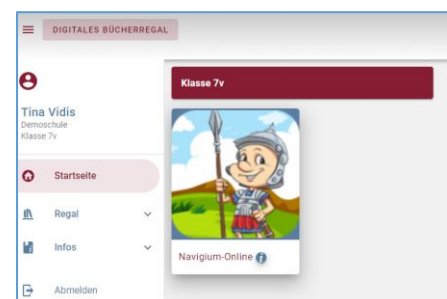 DIGITALES BÜCHERREGAL
Tina Vidis
Demoschule
Klasse 7v
Startseite
Regal
Infos
Abmelden
Klasse 7v
Navigium-Online